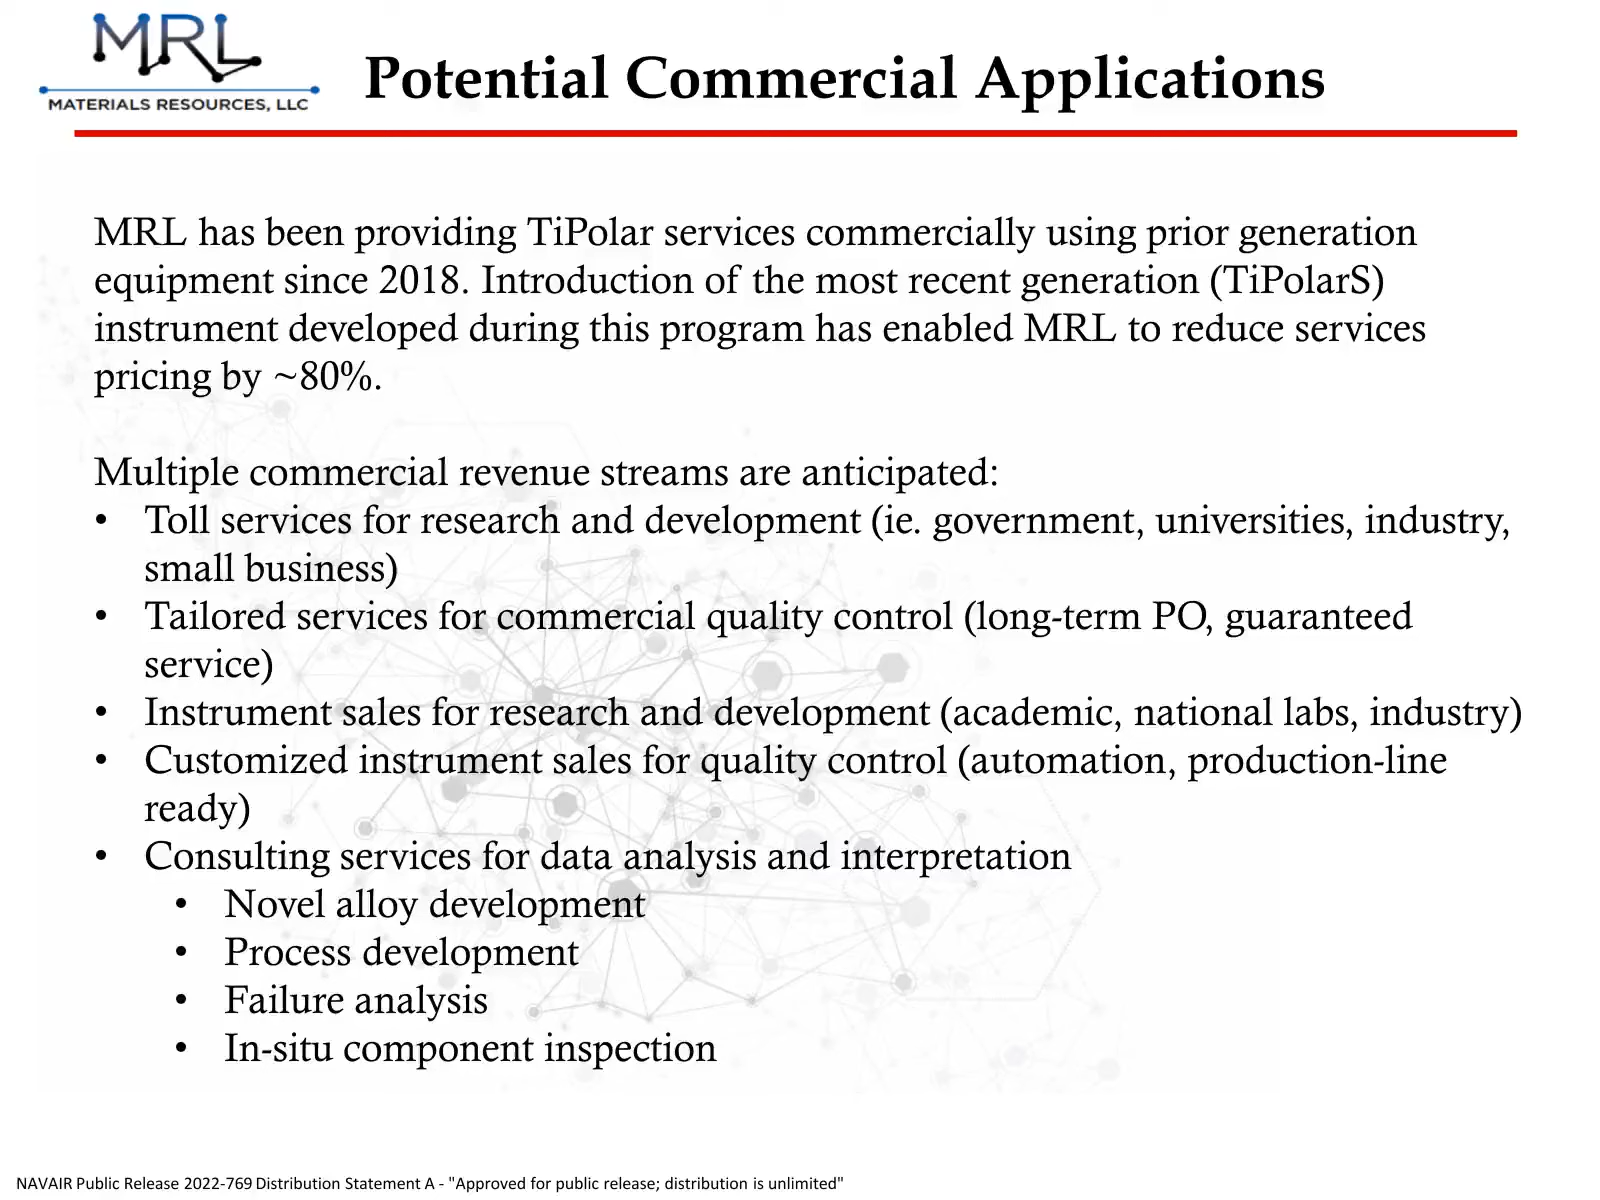 MRL
MATERIALS RESOURCES, LLC
Potential Commercial Applications
MRL has been providing TiPolar services commercially using prior generation
equipment since 2018. Introduction of the most recent generation (TiPolarS)
instrument developed during this program has enabled MRL to reduce services
pricing by ~80%.
Multiple commercial revenue streams are anticipated:
• Toll services for research and development (ie. government, universities, industry,
small business)
• Tailored services for commercial quality control (long-term PO, guaranteed
service)
• Instrument sales for research and development (academic, national labs, industry)
• Customized instrument sales for quality control (automation, production-line
ready)
• Consulting services for data analysis and interpretation
• Novel alloy development
• Process development
• Failure analysis
• In-situ component inspection
NAVAIR Public Release 2022-769 Distribution Statement A - "Approved for public release; distribution is unlimited"